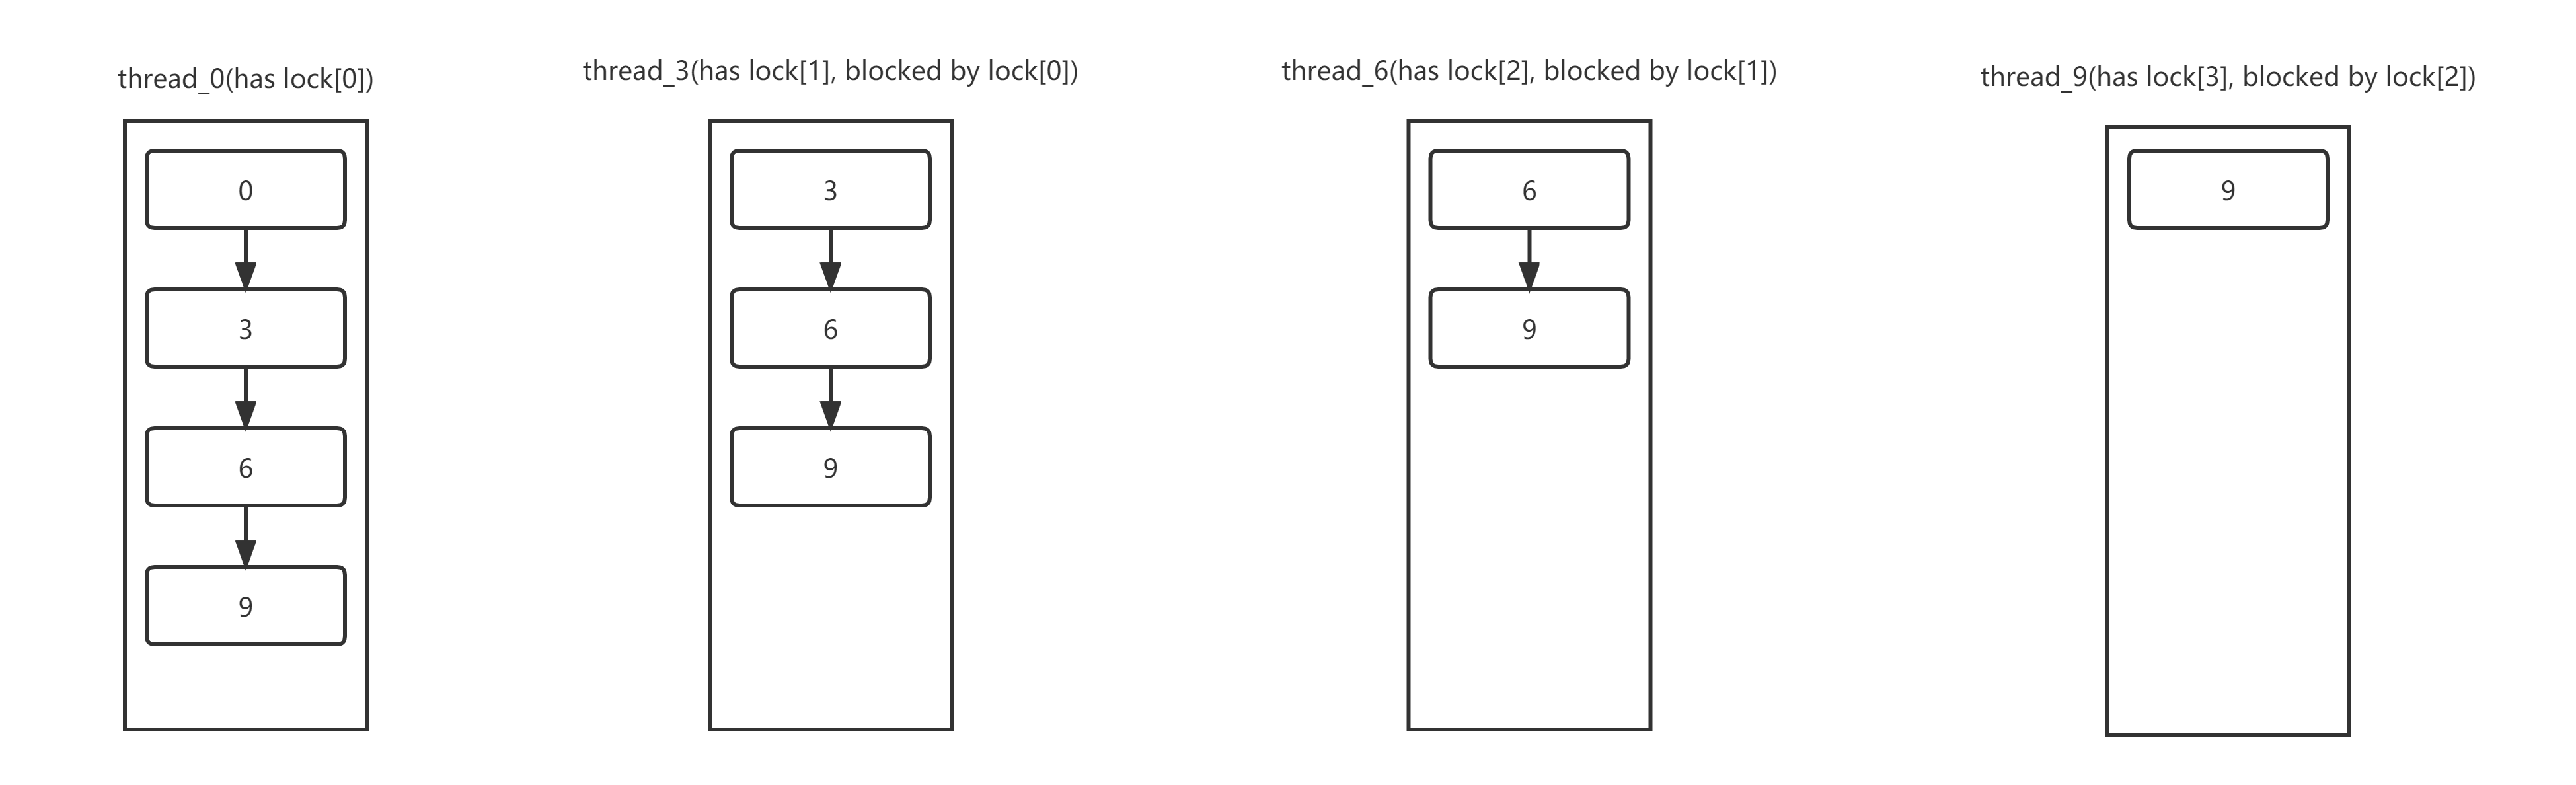 thread_0(has lock[0])
0
3
6
9
thread_3(has lock[1], blocked by lock[0])
3
6
9
thread_6(has lock[2], blocked by lock[1])
6
9
thread_9(has lock[3], blocked by lock[2])
9